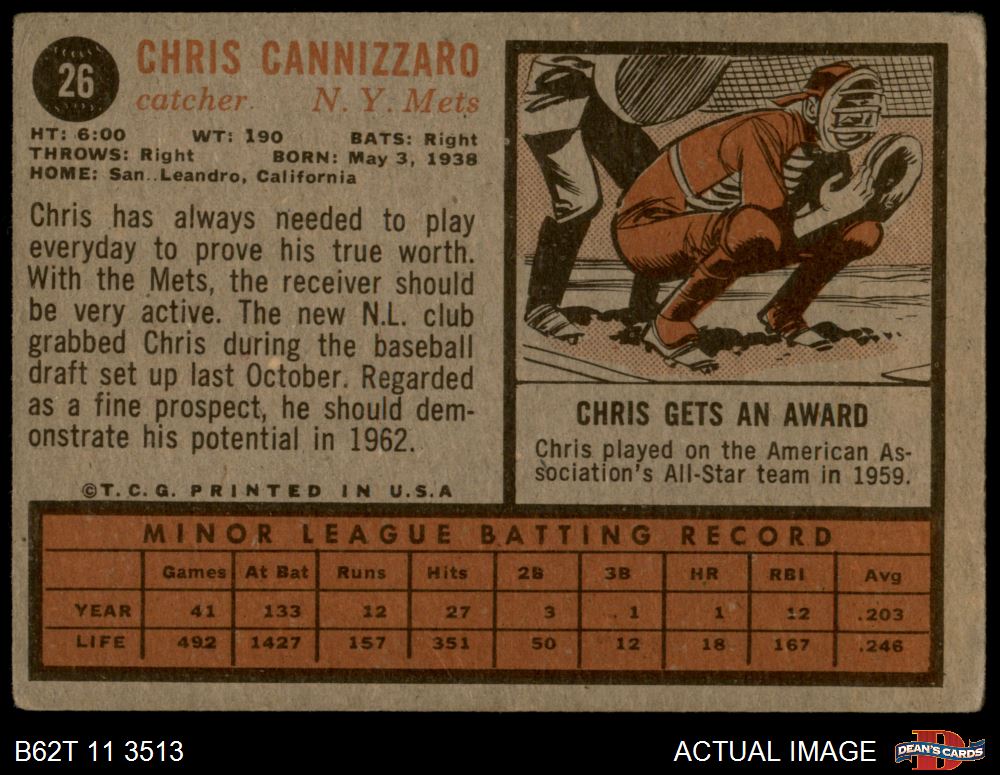 26
CHRIS CANNIZZARO
catcher N. Y. Mets
HT: 6:00 WT: 190 BATS: Right
THROWS: Right BORN: May 3, 1938
HOME: San Leandro, California
Chris has always needed to play
everyday to prove his true worth.
With the Mets, the receiver should
be very active. The new N.L. club
grabbed Chris during the baseball
draft set up last October. Regarded
as a fine prospect, he should dem-
onstrate his potential in 1962.
©T.C.G. PRINTED IN U.S.A
CHRIS GETS AN AWARD
Chris played on the American As-
sociation's All-Star team in 1959.
MINOR LEAGUE BATTING RECORD
Games At Bat Runs Hits 2B 3B HR RBI Avg
YEAR 41 133 12 27 3 1 1 12 .203
LIFE 492 1427 157 351 50 12 18 167 .246
B62T 11 3513 ACTUAL IMAGE
D
DEAN'S CARDS